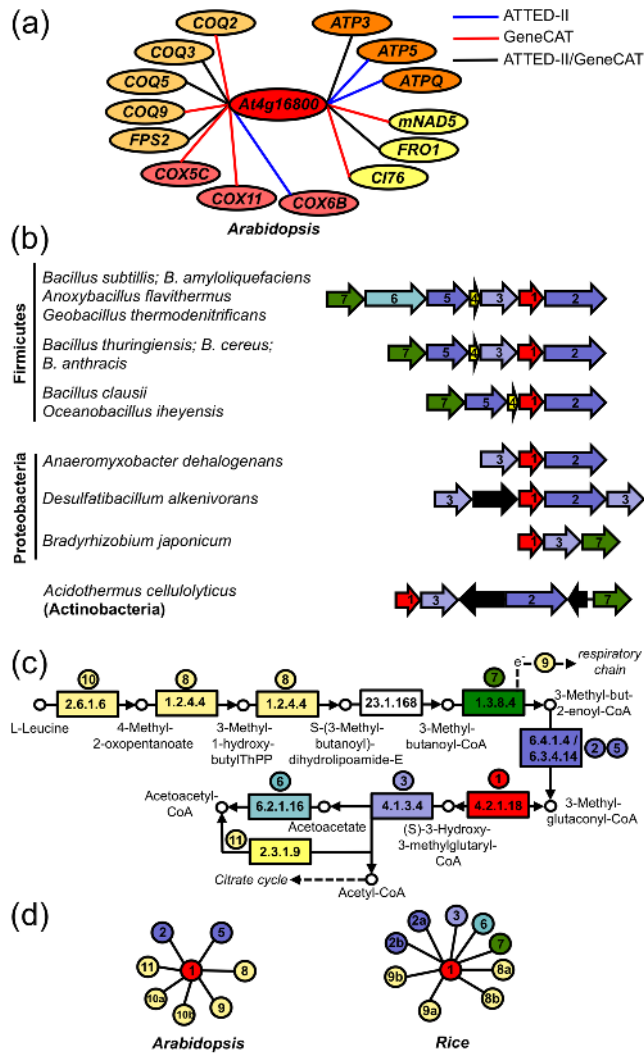 (a)
COQ2
COQ3
COQ5
COQ9
FPS2
COX5C
COX11
COX6B
At4g16800
ATP3
ATP5
ATPQ
mNAD5
FRO1
CI76
ATTED-II
GeneCAT
ATTED-II/GeneCAT
Arabidopsis
(b)
Firmicutes
Bacillus subtillis; B. amyloliquefaciens
Anoxybacillus flavithermus
Geobacillus thermodenitrificans
7 6 5 4 3 1 2
Bacillus thuringiensis; B. cereus;
B. anthracis
7 5 4 3 1 2
Bacillus clausii
Oceanobacillus iheyensis
7 5 4 1 2
Proteobacteria
Anaeromyxobacter dehalogenans
3 1 2
Desulfatibacillum alkenivorans
3 1 2 3
Bradyrhizobium japonicum
1 3 7
Acidothermus cellulolyticus
(Actinobacteria)
1 3 2 7
(c)
10 8 8 7 e- 9 respiratory
chain
2.6.1.6 1.2.4.4 1.2.4.4 23.1.168 1.3.8.4
L-Leucine
4-Methyl-
2-oxopentanoate
3-Methyl-
1-hydroxy-
butylThPP
S-(3-Methyl-
butanoyl)-
dihydrolipoamide-E
3-Methyl-
butanoyl-CoA
3-Methyl-but-
2-enoyl-CoA
6.4.1.4 /
6.3.4.14
2 5
6 3 1
Acetoacetyl-
CoA
6.2.1.16
Acetoacetate
4.1.3.4
(S)-3-Hydroxy-
3-methylglutaryl-
CoA
4.2.1.18
3-Methyl-
glutaconyl-CoA
11
2.3.1.9
Citrate cycle
Acetyl-CoA
(d)
2 5
11 1 8
10a 10b 9
Arabidopsis
2a 3 6
2b 7
1
9b 8a
9a 8b
Rice